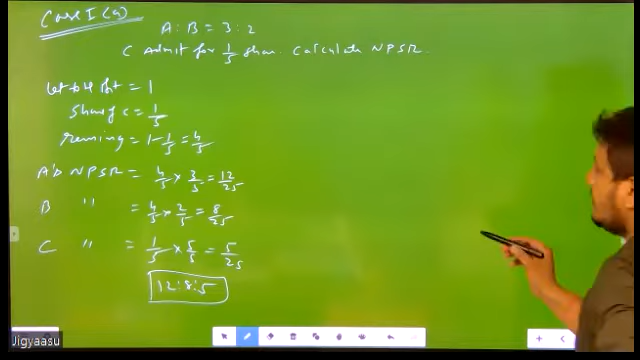 Case I (a)
A : B = 3 : 2
C Admit for 1/5 shar. Calculate NPSR.
let total Pft = 1
Share of c = 1/5
remning = 1 - 1/5 = 4/5
A's NPSR = 4/5 × 3/5 = 12/25
B " = 4/5 × 2/5 = 8/25
C " = 1/5 × 5/5 = 5/25
12:8:5
Jigyaasu